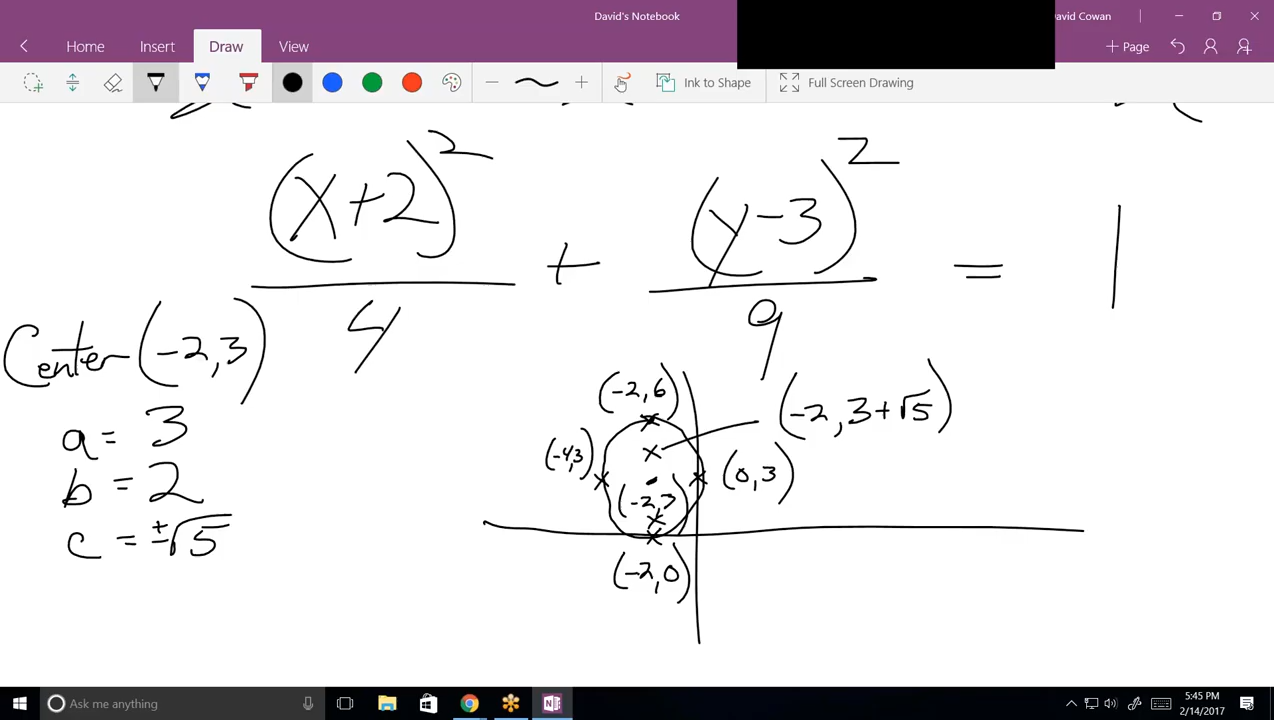 David's Notebook
David Cowan
Home Insert Draw View
Page
Ink to Shape Full Screen Drawing
(x+2)² / 4 + (y-3)² / 9 = 1
Center (-2,3)
a = 3
b = 2
c = ±√5
(-2,6)
(-2, 3+√5)
(-4,3)
(0,3)
(-2,3)
(-2,0)
Ask me anything
5:45 PM
2/14/2017